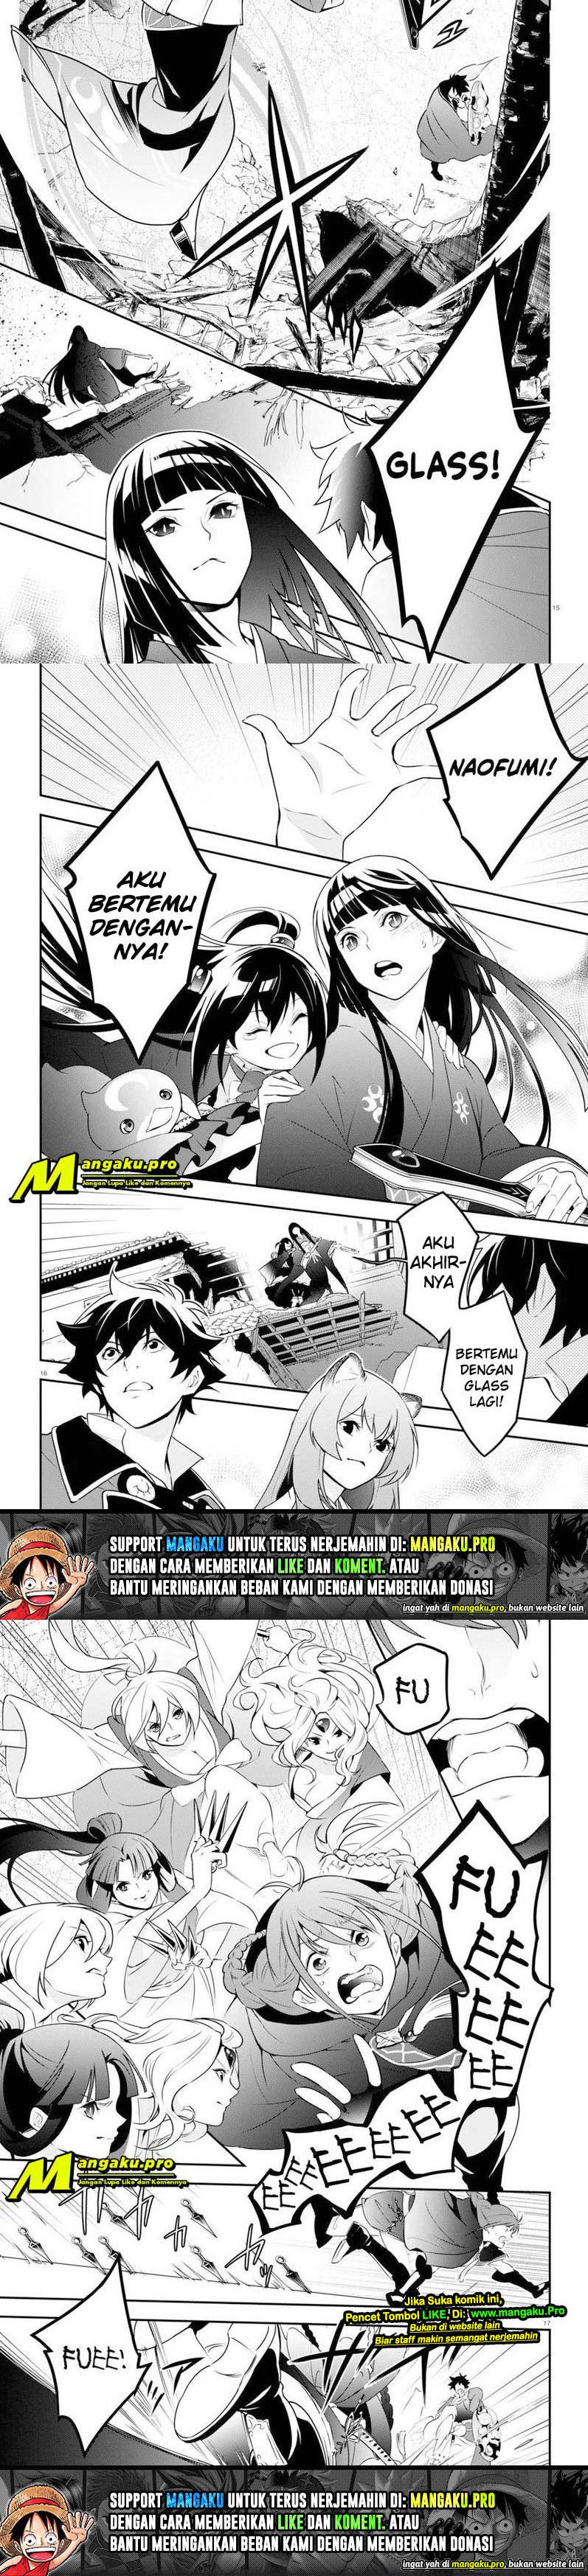 GLASS!
15
NAOFUMI!
AKU
BERTEMU
DENGAN-
NYA!
Mangaku.pro
Jangan Lupa Like dan Komennya
AKU
AKHIR-
NYA
BERTEMU
DENGAN
GLASS
LAGI!
16
SUPPORT MANGAKU UNTUK TERUS NERJEMAHIN DI: MANGAKU.PRO
DENGAN CARA MEMBERIKAN LIKE DAN KOMENT. ATAU
BANTU MERINGANKAN BEBAN KAMI DENGAN MEMBERIKAN DONASI
ingat yah di mangaku.pro, bukan website lain
FU
FU
EE
EE
EE
EE EEEEEEEE
Mangaku.pro
Jangan Lupa Like dan Komennya
Jika Suka komik ini,
Pencet Tombol LIKE, Di: www.mangaku.Pro
Bukan di website lain
Biar staff makin semangat nerjemahin
17
FUEE!
SUPPORT MANGAKU UNTUK TERUS NERJEMAHIN DI: MANGAKU.PRO
DENGAN CARA MEMBERIKAN LIKE DAN KOMENT. ATAU
BANTU MERINGANKAN BEBAN KAMI DENGAN MEMBERIKAN DONASI
ingat yah di mangaku.pro, bukan website lain